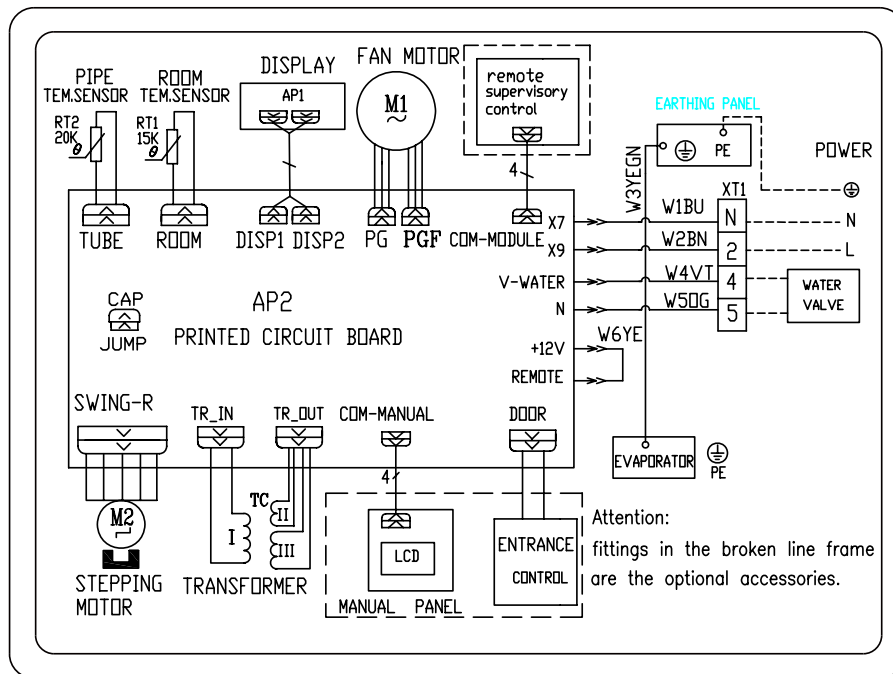 PIPE
TEM.SENSOR
RT2
20K
θ
ROOM
TEM.SENSOR
RT1
15K
θ
DISPLAY
AP1
FAN MOTOR
M1
~
remote
supervisory
control
4
EARTHING PANEL
PE
POWER
W3YEGN
XT1
TUBE
ROOM
DISP1 DISP2
PG
PGF
COM-MODULE
X7
W1BU
N
N
X9
W2BN
2
L
V-WATER
W4VT
4
WATER
VALVE
N
W5OG
5
CAP
JUMP
AP2
PRINTED CIRCUIT BOARD
+12V
W6YE
REMOTE
SWING-R
TR_IN
TR_OUT
COM-MANUAL
DOOR
EVAPORATOR
PE
M2
STEPPING
MOTOR
I
TC
II
III
TRANSFORMER
4
LCD
MANUAL PANEL
ENTRANCE
CONTROL
Attention:
fittings in the broken line frame
are the optional accessories.